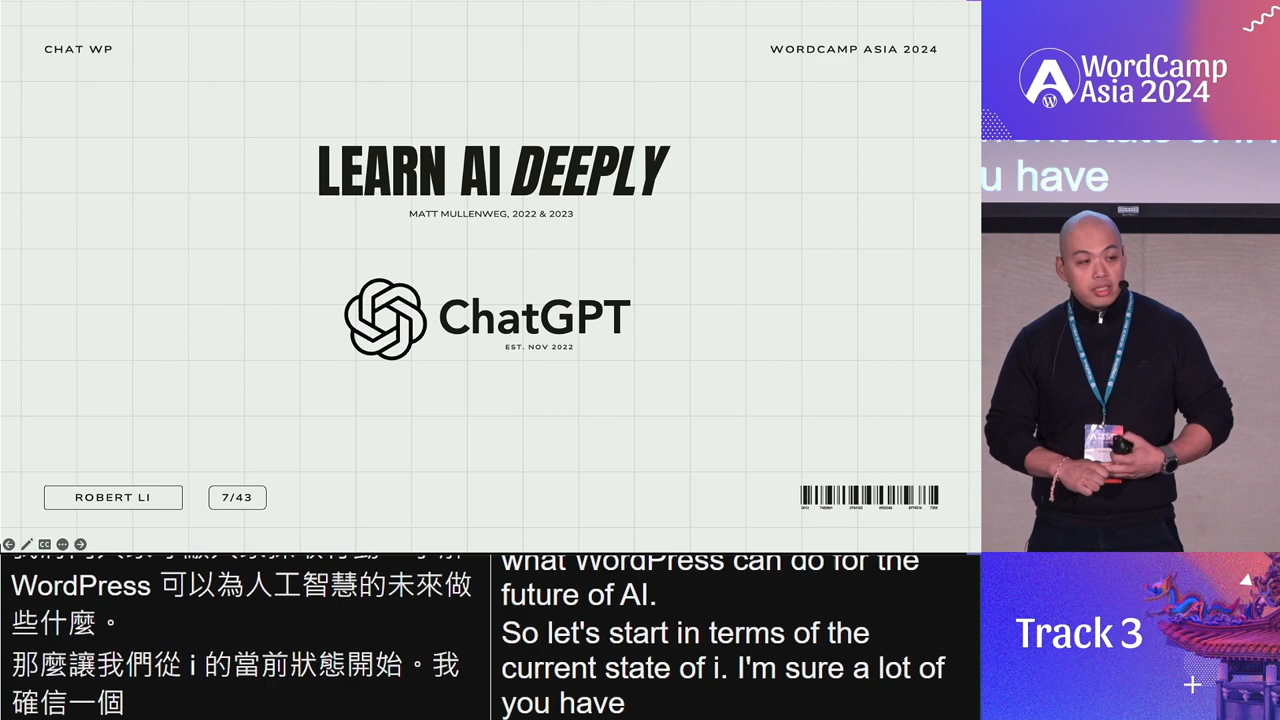 CHAT WP
WORDCAMP ASIA 2024
LEARN AI DEEPLY
MATT MULLENWEG, 2022 & 2023
ChatGPT
EST. NOV 2022
ROBERT LI
7/43
WordPress 可以為人工智慧的未來做
些什麼。
那麼讓我們從 i 的當前狀態開始。我
確信一個
what WordPress can do for the
future of AI.
So let's start in terms of the
current state of i. I'm sure a lot of
you have
WordCamp
Asia 2024
u have
Track 3